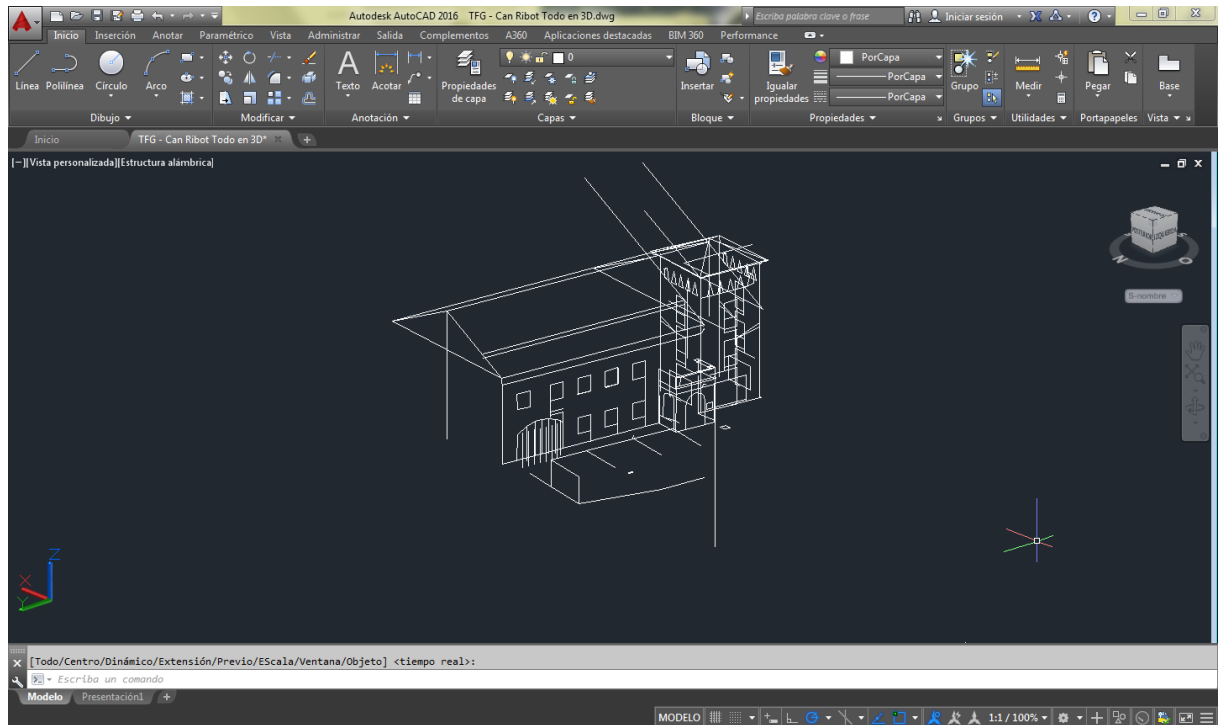 Autodesk AutoCAD 2016 TFG - Can Ribot Todo en 3D.dwg
Escriba palabra clave o frase
Iniciar sesión
Inicio Inserción Anotar Paramétrico Vista Administrar Salida Complementos A360 Aplicaciones destacadas BIM 360 Performance
Línea Polilínea Círculo Arco
Texto Acotar
Propiedades de capa
0
Insertar
Igualar propiedades
PorCapa
PorCapa
PorCapa
Grupo
Medir
Pegar
Base
Dibujo Modificar Anotación Capas Bloque Propiedades Grupos Utilidades Portapapeles Vista
Inicio TFG - Can Ribot Todo en 3D* +
[−][Vista personalizada][Estructura alámbrica]
S-nombre
Z
X
Y
[Todo/Centro/Dinámico/Extensión/Previo/EScala/Ventana/Objeto] <tiempo real>:
Escriba un comando
Modelo Presentación1 +
MODELO
1:1 / 100%